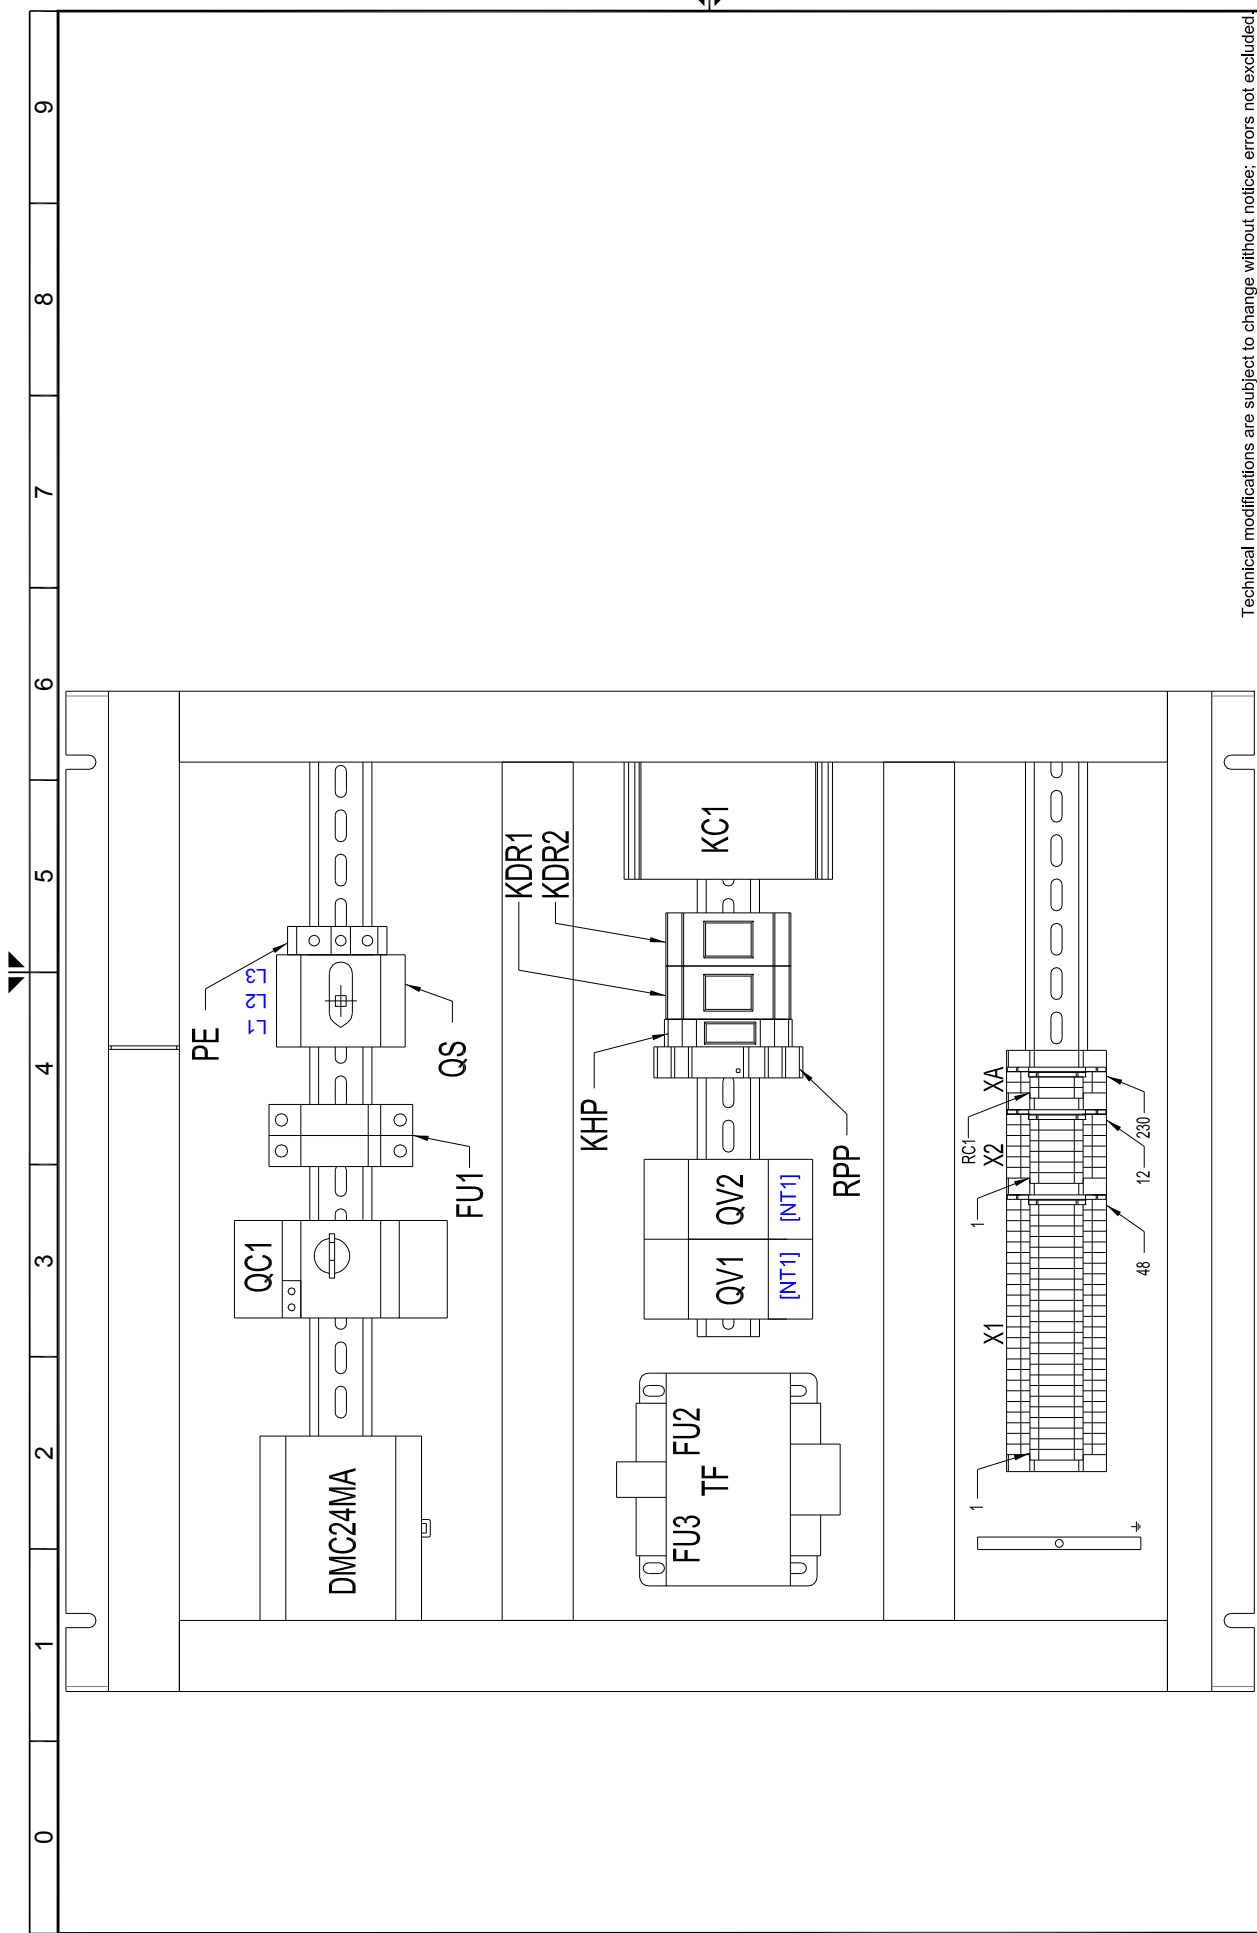 0 1 2 3 4 5 6 7 8 9
PE
L1 L2 L3
DMC24MA
QC1
FU1
QS
KDR1
KDR2
KHP
FU3 FU2
TF
QV1 QV2
[NT1] [NT1]
RPP
KC1
RC1
1 1
X1 X2 XA
48 12 230
Technical modifications are subject to change without notice; errors not excluded.